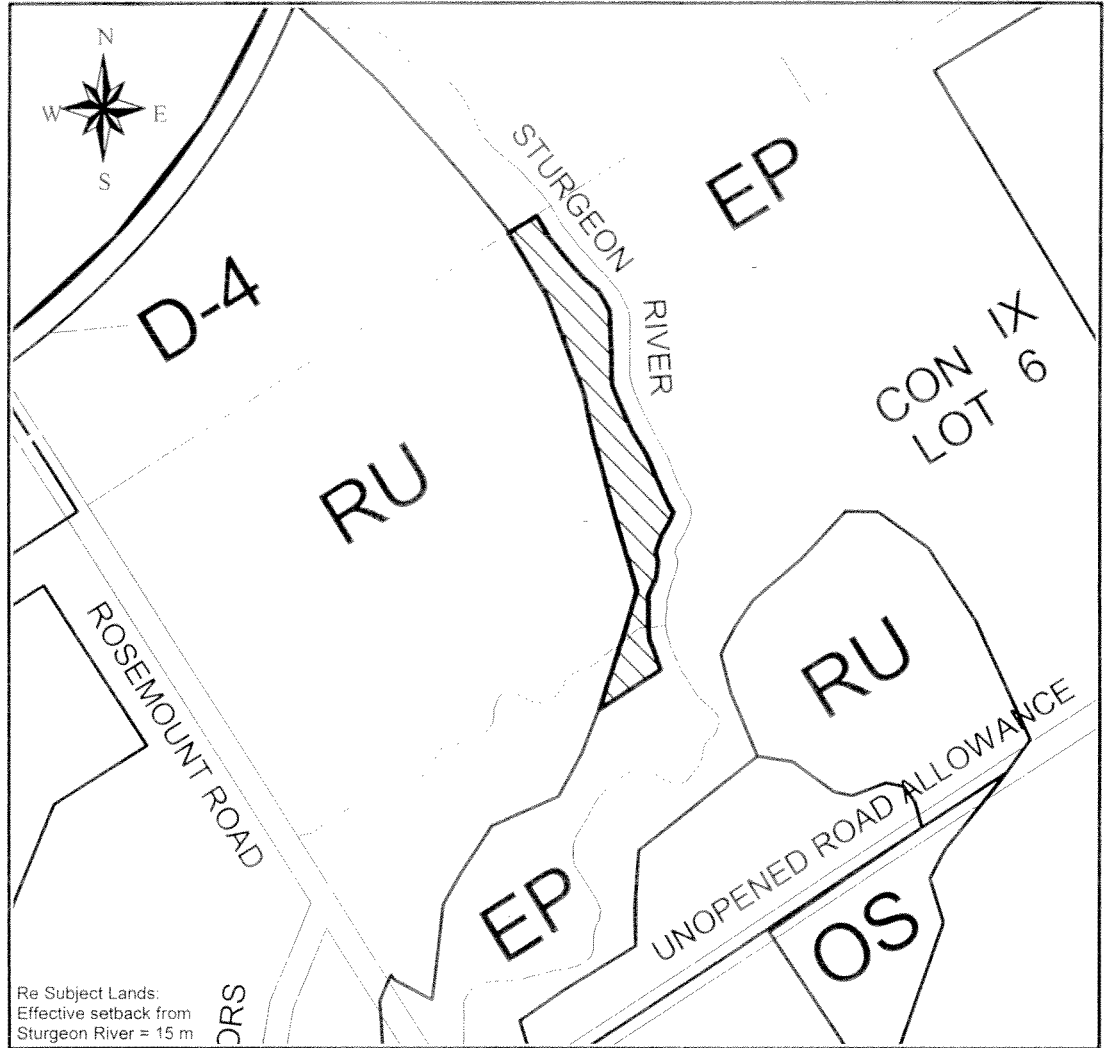 N
W E
S
STURGEON
RIVER
EP
D-4
CON IX
LOT 6
RU
ROSEMOUNT ROAD
RU
UNOPENED ROAD ALLOWANCE
EP
OS
Re Subject Lands:
Effective setback from
Sturgeon River = 15 m
ORS